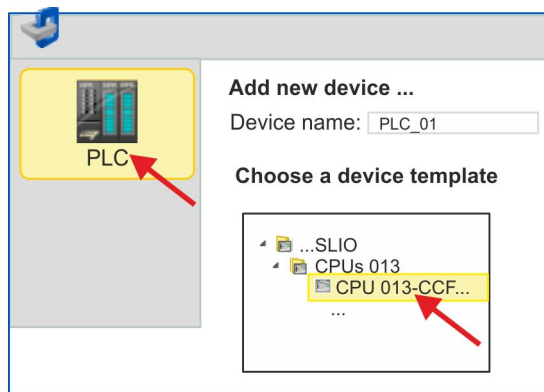 PLC
Add new device ...
Device name: PLC_01
Choose a device template
...SLIO
CPUs 013
CPU 013-CCF...
...